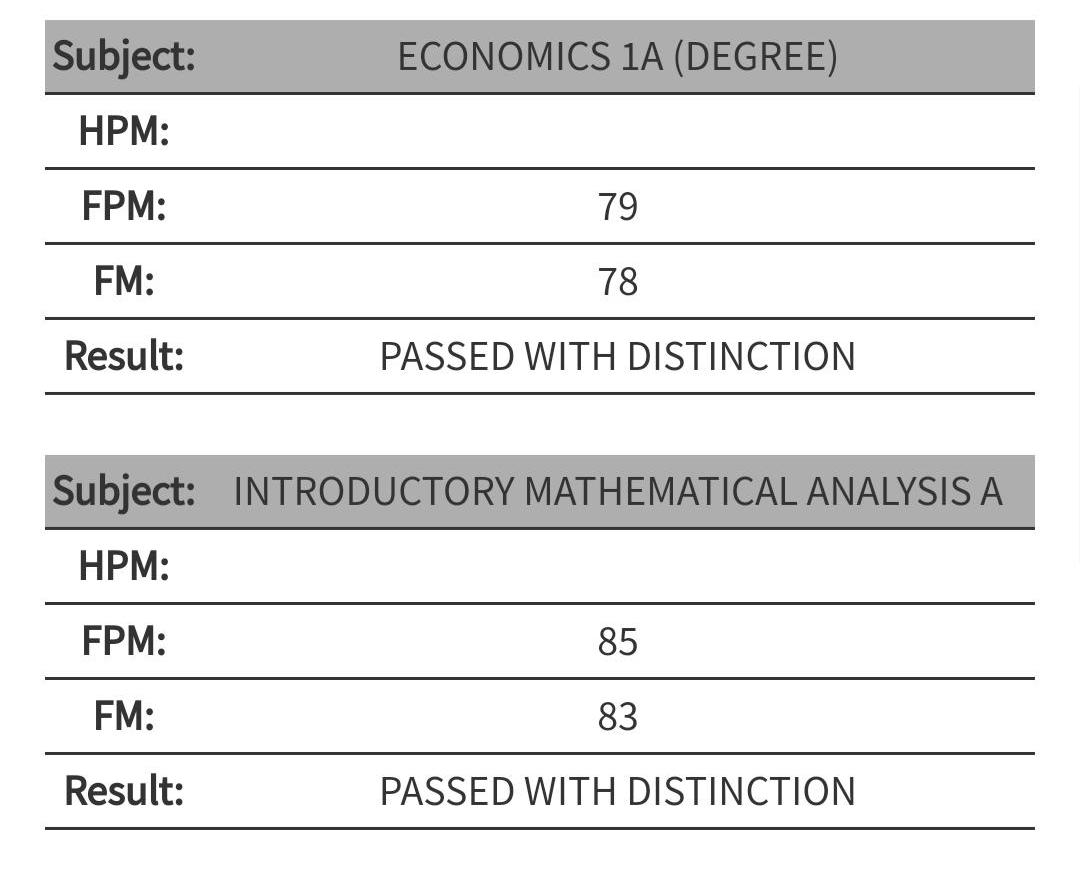 Subject: ECONOMICS 1A (DEGREE)
HPM:
FPM: 79
FM: 78
Result: PASSED WITH DISTINCTION
Subject: INTRODUCTORY MATHEMATICAL ANALYSIS A
HPM:
FPM: 85
FM: 83
Result: PASSED WITH DISTINCTION